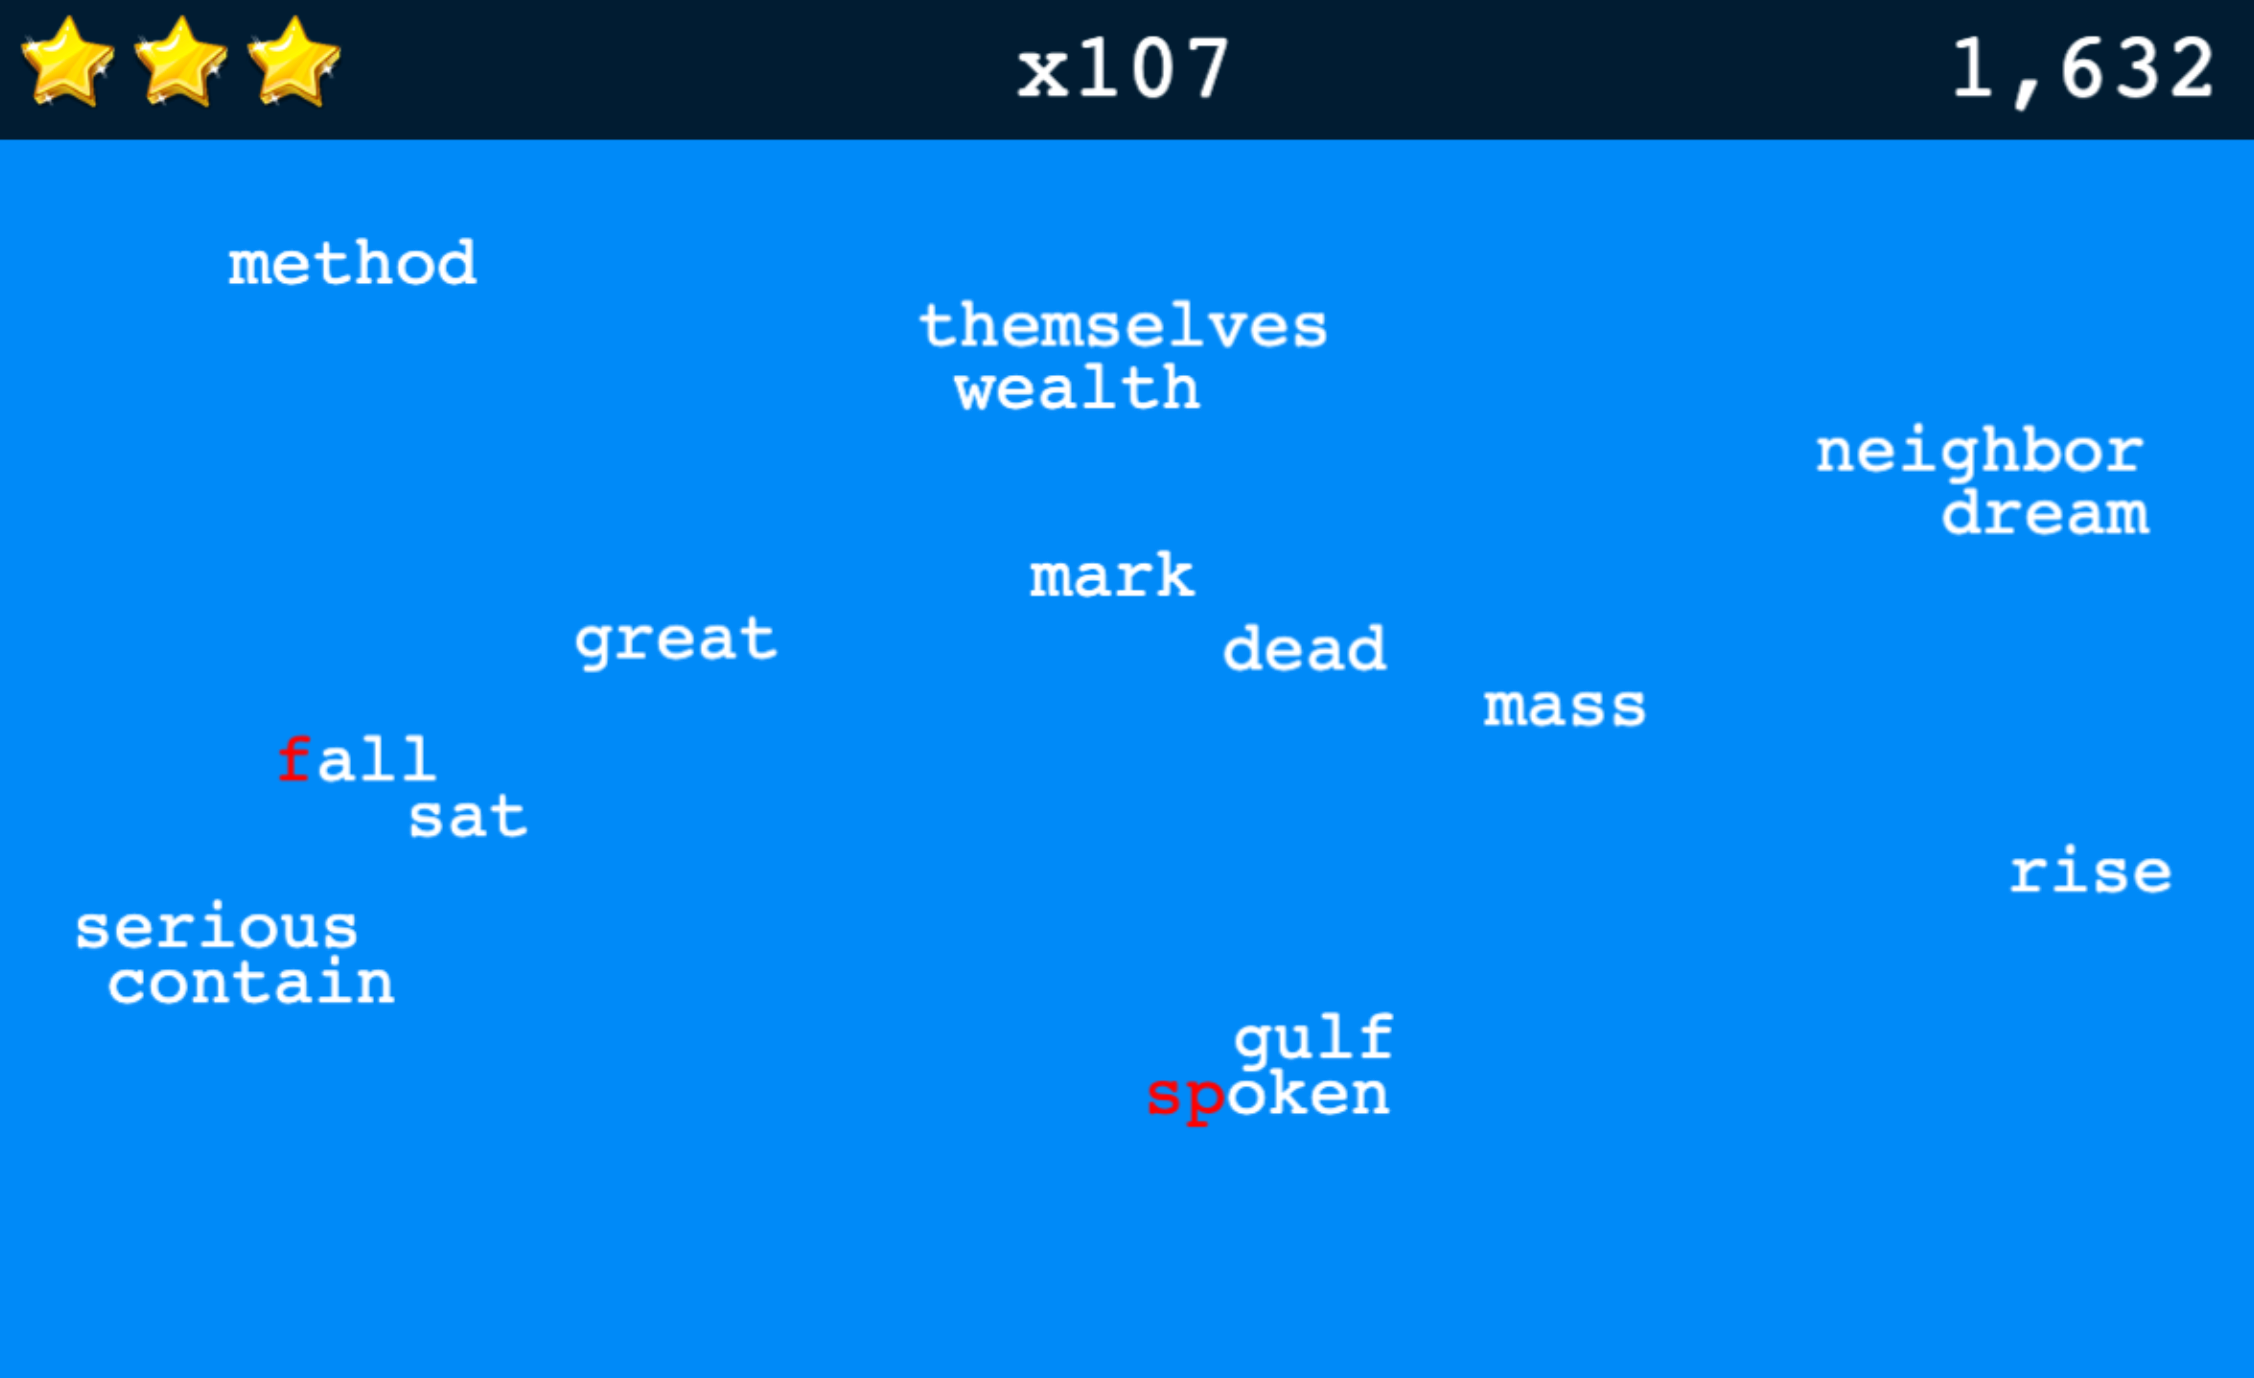 x107 1,632
method
themselves
wealth
neighbor
dream
mark
great
dead
mass
fall
sat
rise
serious
contain
gulf
spoken